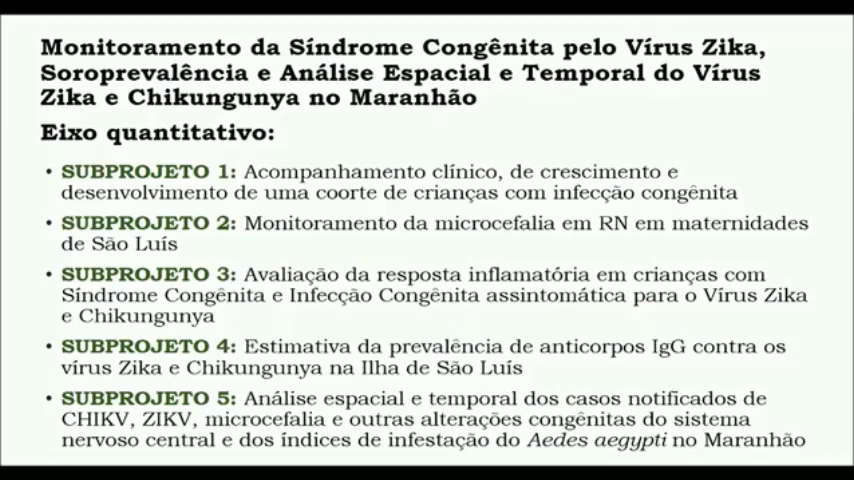 Monitoramento da Síndrome Congênita pelo Vírus Zika,
Soroprevalência e Análise Espacial e Temporal do Vírus
Zika e Chikungunya no Maranhão
Eixo quantitativo:
• SUBPROJETO 1: Acompanhamento clínico, de crescimento e
desenvolvimento de uma coorte de crianças com infecção congênita
• SUBPROJETO 2: Monitoramento da microcefalia em RN em maternidades
de São Luís
• SUBPROJETO 3: Avaliação da resposta inflamatória em crianças com
Síndrome Congênita e Infecção Congênita assintomática para o Vírus Zika
e Chikungunya
• SUBPROJETO 4: Estimativa da prevalência de anticorpos IgG contra os
vírus Zika e Chikungunya na Ilha de São Luís
• SUBPROJETO 5: Análise espacial e temporal dos casos notificados de
CHIKV, ZIKV, microcefalia e outras alterações congênitas do sistema
nervoso central e dos índices de infestação do Aedes aegypti no Maranhão